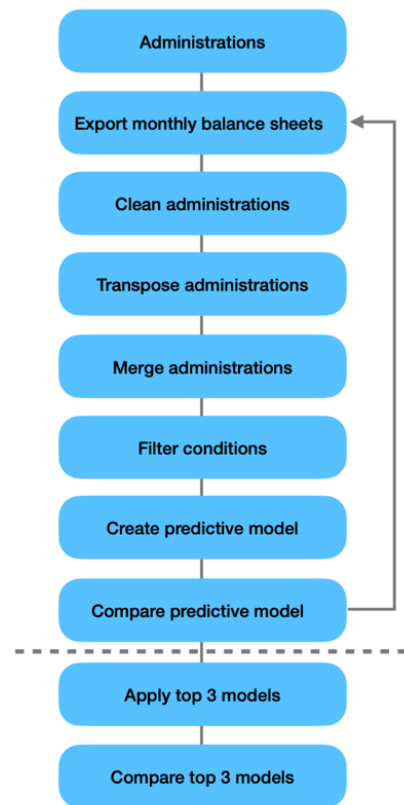 Administrations
Export monthly balance sheets
Clean administrations
Transpose administrations
Merge administrations
Filter conditions
Create predictive model
Compare predictive model
Apply top 3 models
Compare top 3 models